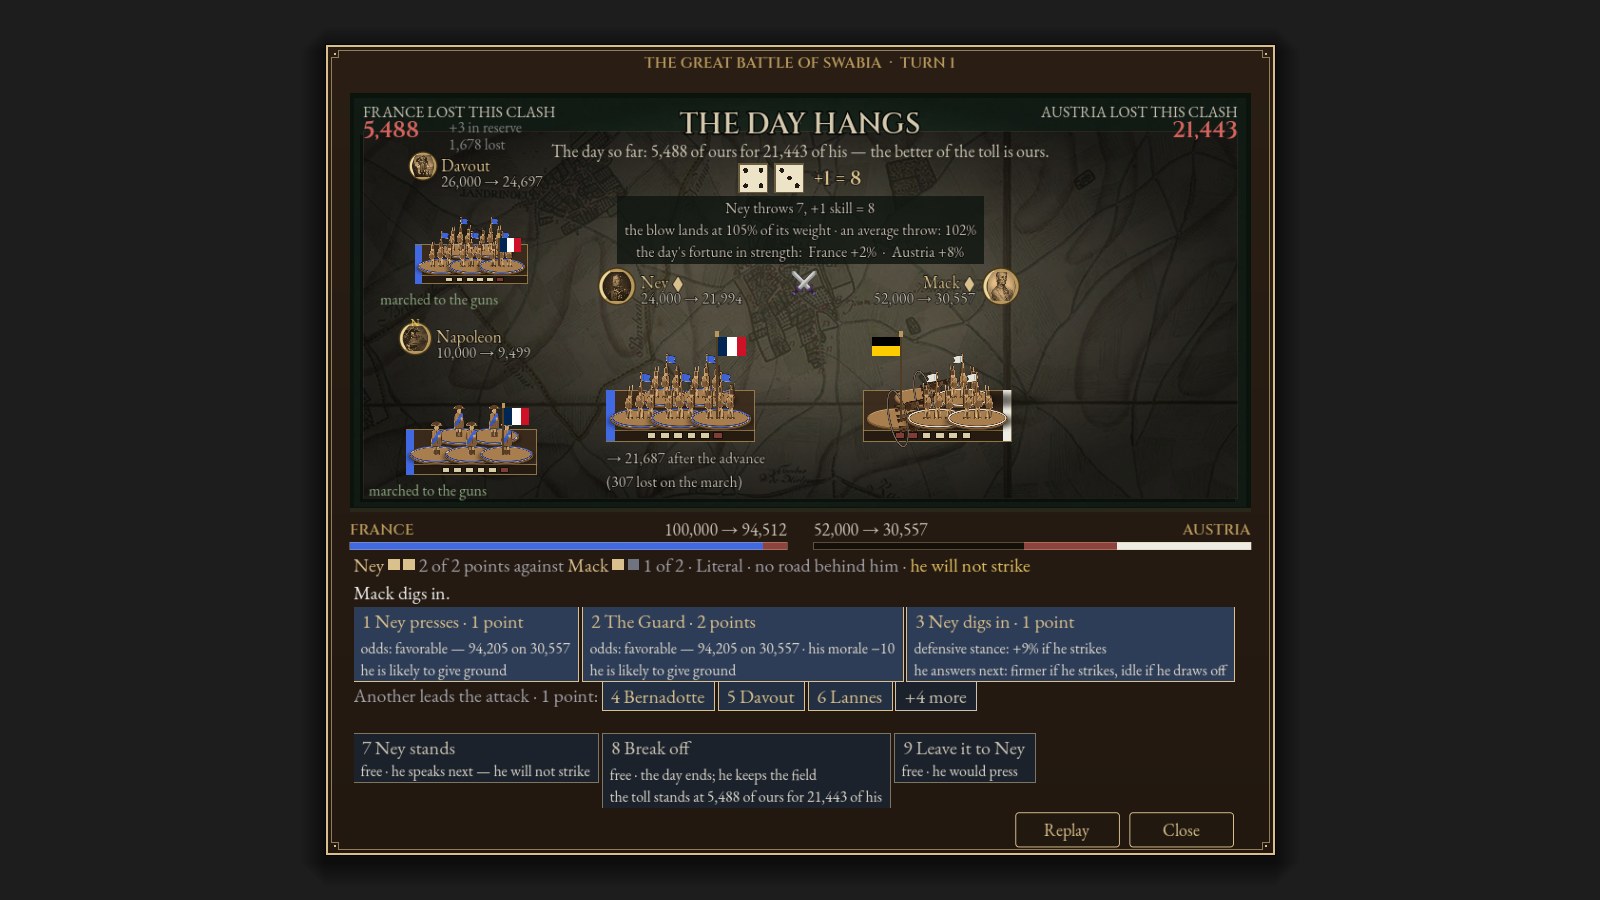 THE GREAT BATTLE OF SWABIA · TURN 1
FRANCE LOST THIS CLASH
5,488
+3 in reserve
1,678 lost
THE DAY HANGS
AUSTRIA LOST THIS CLASH
21,443
The day so far: 5,488 of ours for 21,443 of his — the better of the toll is ours.
+1 = 8
Ney throws 7, +1 skill = 8
the blow lands at 105% of its weight · an average throw: 102%
the day's fortune in strength: France +2% · Austria +8%
Davout
26,000 → 24,697
marched to the guns
Ney
24,000 → 21,994
Mack
52,000 → 30,557
N
Napoleon
10,000 → 9,499
marched to the guns
→ 21,687 after the advance
(307 lost on the march)
FRANCE 100,000 → 94,512 52,000 → 30,557 AUSTRIA
Ney 2 of 2 points against Mack 1 of 2 · Literal · no road behind him · he will not strike
Mack digs in.
1 Ney presses · 1 point
odds: favorable — 94,205 on 30,557
he is likely to give ground
2 The Guard · 2 points
odds: favorable — 94,205 on 30,557 · his morale −10
he is likely to give ground
3 Ney digs in · 1 point
defensive stance: +9% if he strikes
he answers next: firmer if he strikes, idle if he draws off
Another leads the attack · 1 point: 4 Bernadotte 5 Davout 6 Lannes +4 more
7 Ney stands
free · he speaks next — he will not strike
8 Break off
free · the day ends; he keeps the field
the toll stands at 5,488 of ours for 21,443 of his
9 Leave it to Ney
free · he would press
Replay Close